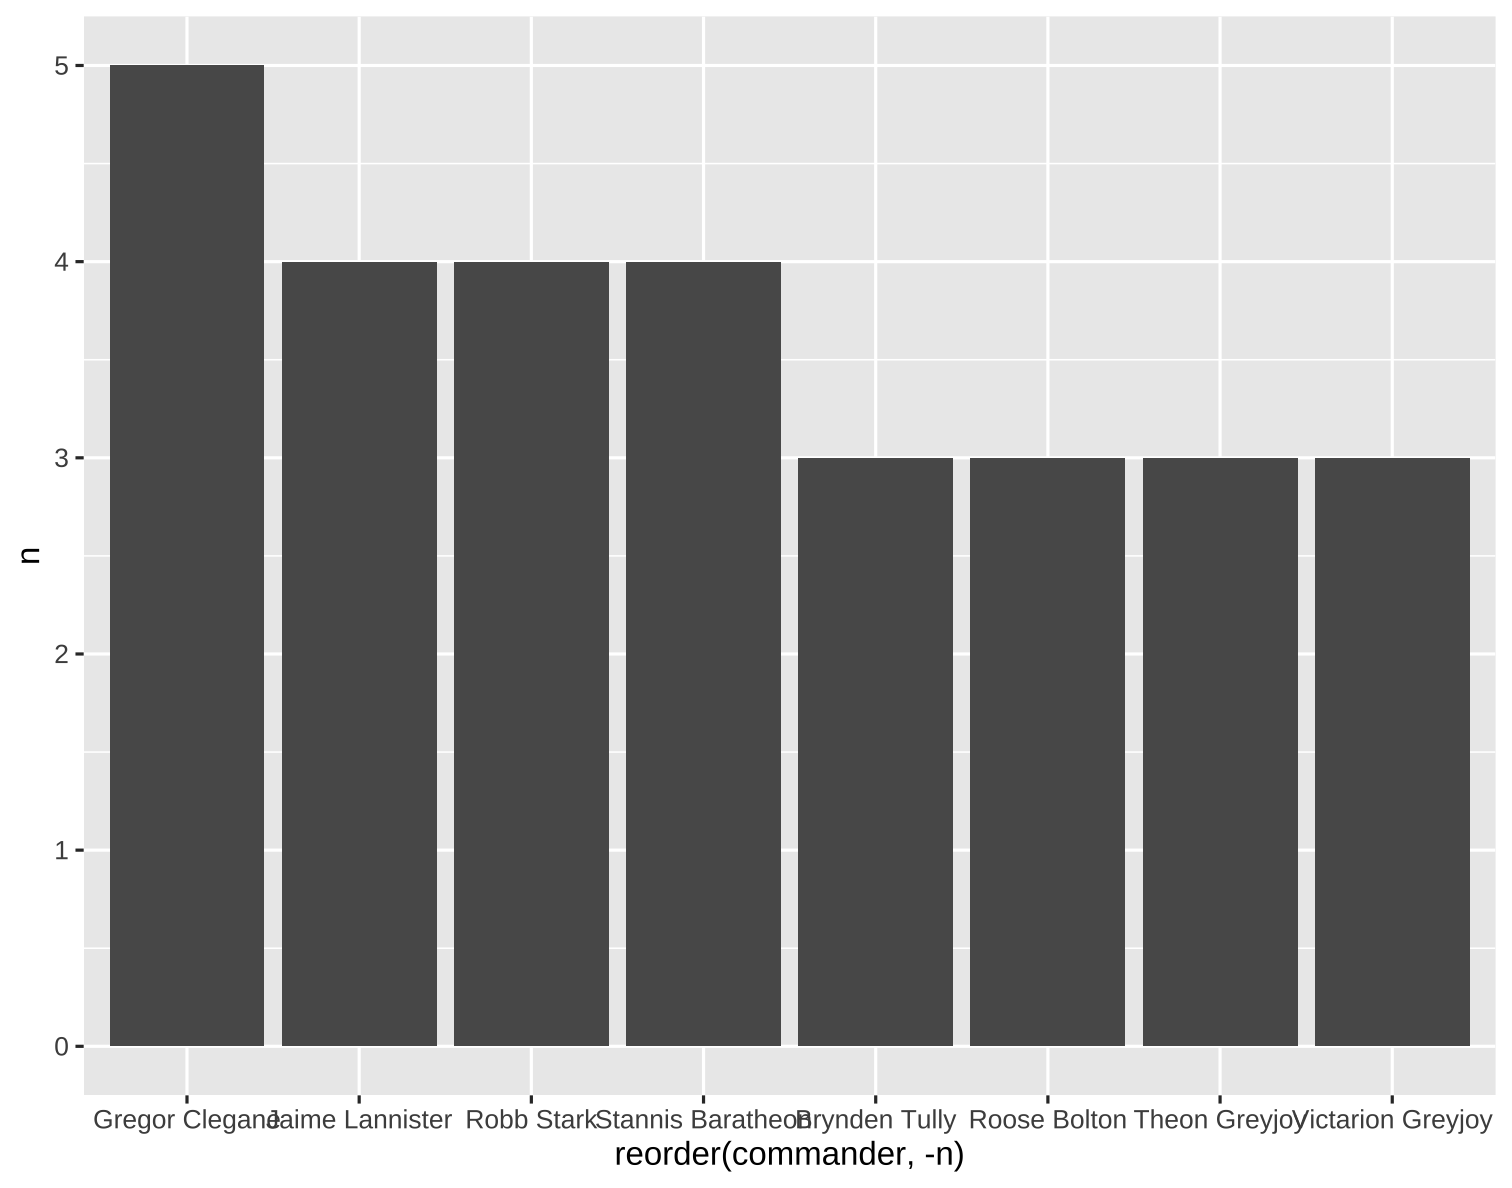 5
4
3
2
1
0
n
Gregor Clegane Jaime Lannister Robb Stark Stannis Baratheon Brynden Tully Roose Bolton Theon Greyjoy Victarion Greyjoy
reorder(commander, -n)